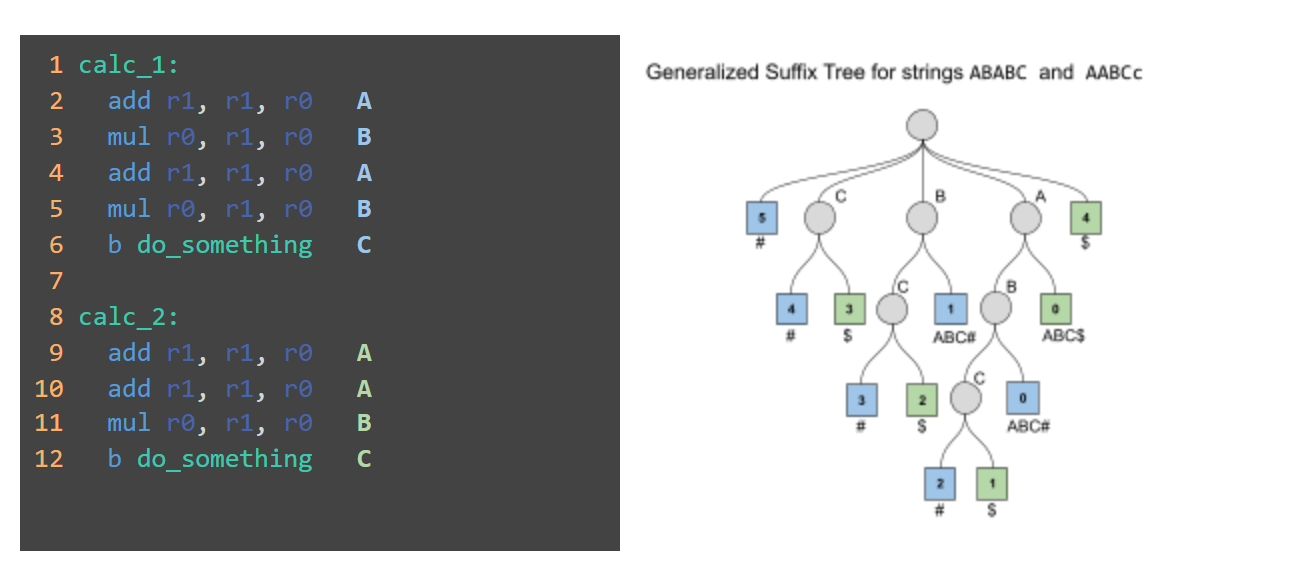 1 calc_1:
2 add r1, r1, r0 A
3 mul r0, r1, r0 B
4 add r1, r1, r0 A
5 mul r0, r1, r0 B
6 b do_something C
7
8 calc_2:
9 add r1, r1, r0 A
10 add r1, r1, r0 A
11 mul r0, r1, r0 B
12 b do_something C
Generalized Suffix Tree for strings ABABC and AABCc
C B A
5 4
# $
C B
4 3 1 0
# $ ABC# ABC$
C
3 2 0
# $ ABC#
2 1
# $